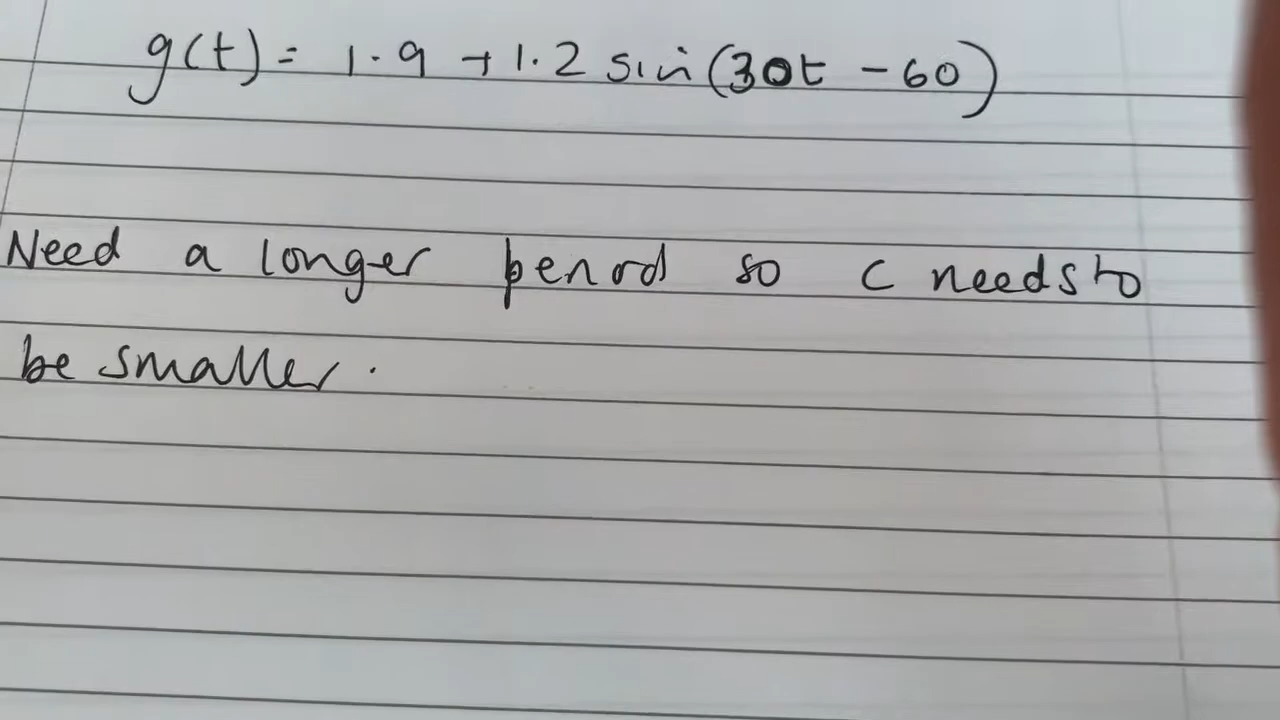 g(t) = 1.9 + 1.2 sin(30t - 60)
Need a longer period so c needs to
be smaller.